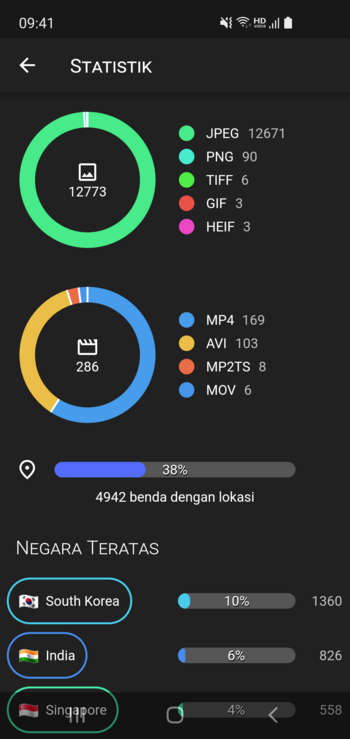 09:41
HD
VOICE
STATISTIK
12773
JPEG 12671
PNG 90
TIFF 6
GIF 3
HEIF 3
286
MP4 169
AVI 103
MP2TS 8
MOV 6
38%
4942 benda dengan lokasi
NEGARA TERATAS
South Korea 10% 1360
India 6% 826
Singapore 4% 558